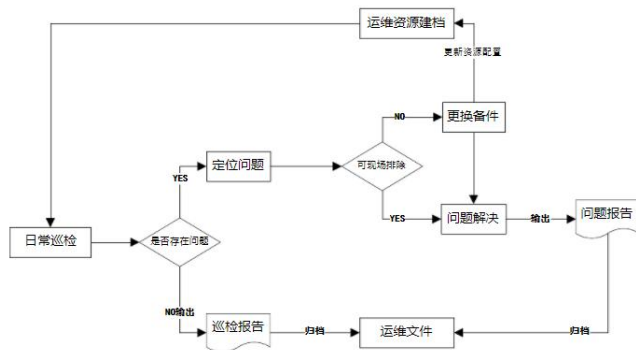 运维资源建档
更新资源配置
NO
更换备件
YES
定位问题
可现场排除
YES
问题解决
输出
问题报告
日常巡检
是否存在问题
NO输出
巡检报告
归档
运维文件
归档